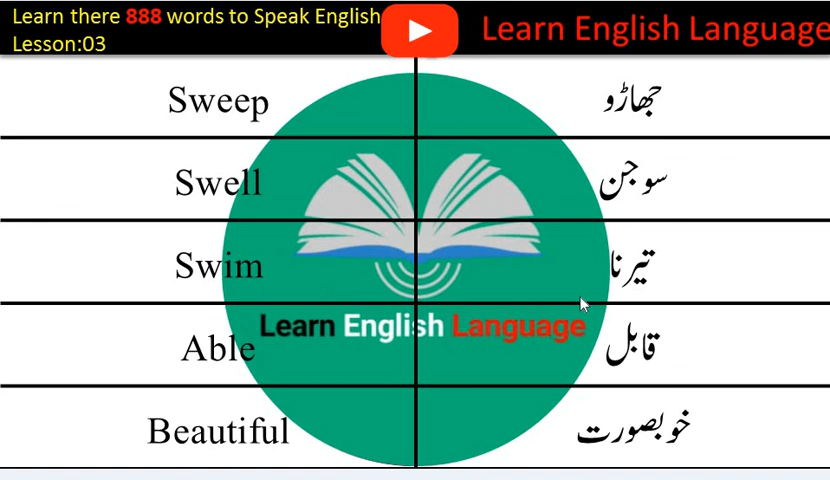 Learn there 888 words to Speak English
Lesson:03
Learn English Language
Sweep جھاڑو
Swell سوجن
Swim تیرنا
Learn English Language
Able قابل
Beautiful خوبصورت